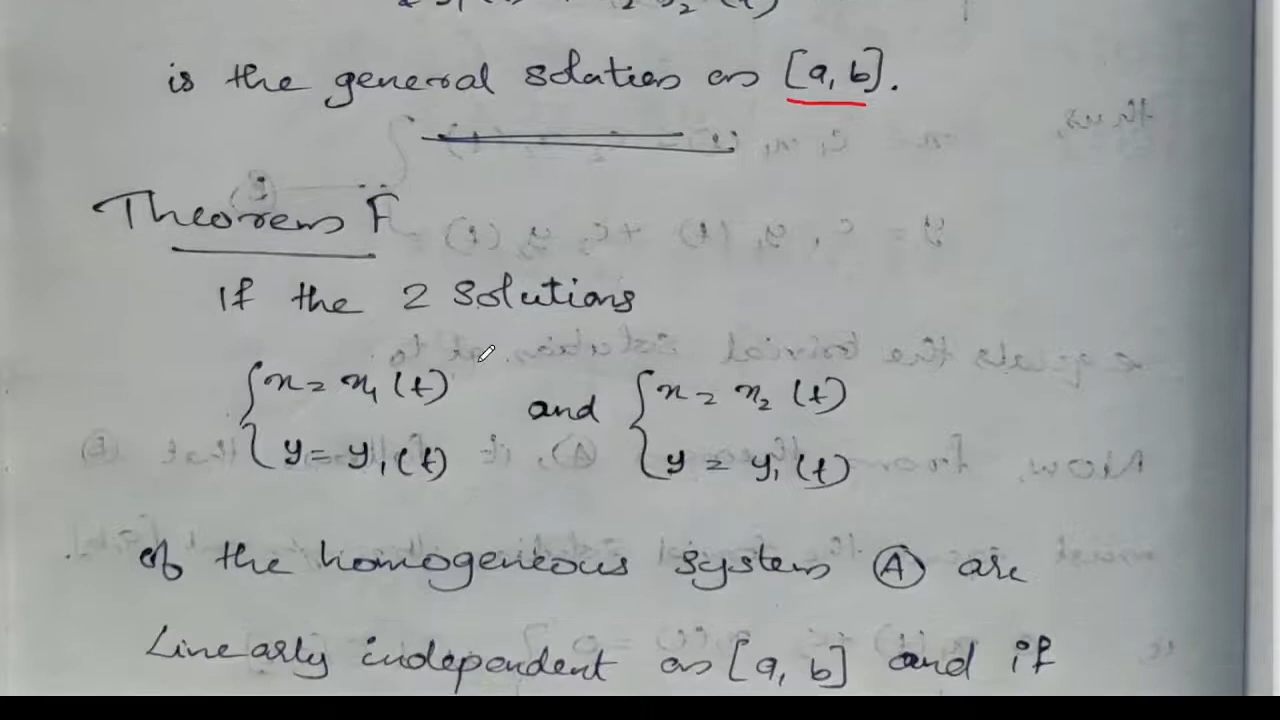 is the general solution on [a, b].
Theorem F
If the 2 solutions
{ x = x₁ (t) and { x = x₂ (t)
y = y₁ (t) y = y₁ (t)
of the homogeneous system Ⓐ are
Linearly independent on [a, b] and if